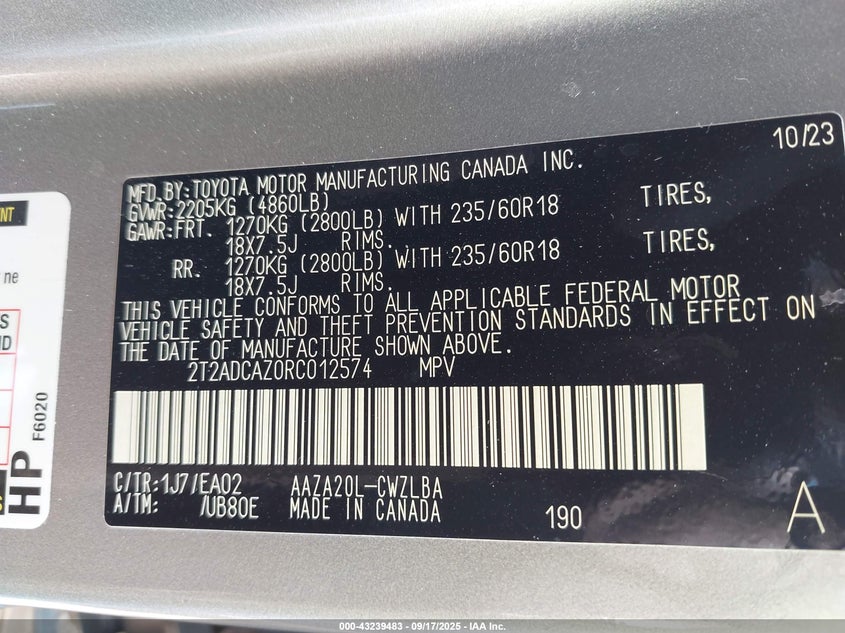 10/23
MFD.BY:TOYOTA MOTOR MANUFACTURING CANADA INC.
GVWR:2205KG (4860LB)
GAWR:FRT. 1270KG (2800LB) WITH 235/60R18 TIRES,
18X7.5J RIMS.
RR. 1270KG (2800LB) WITH 235/60R18 TIRES,
18X7.5J RIMS.
THIS VEHICLE CONFORMS TO ALL APPLICABLE FEDERAL MOTOR
VEHICLE SAFETY AND THEFT PREVENTION STANDARDS IN EFFECT ON
THE DATE OF MANUFACTURE SHOWN ABOVE.
2T2ADCAZ0RC012574 MPV
C/TR:1J7/EA02 AAZA20L-CWZLBA
A/TM: /UB80E MADE IN CANADA
190
A
ne
HP
F6020
000-43239483 - 09/17/2025 - IAA Inc.